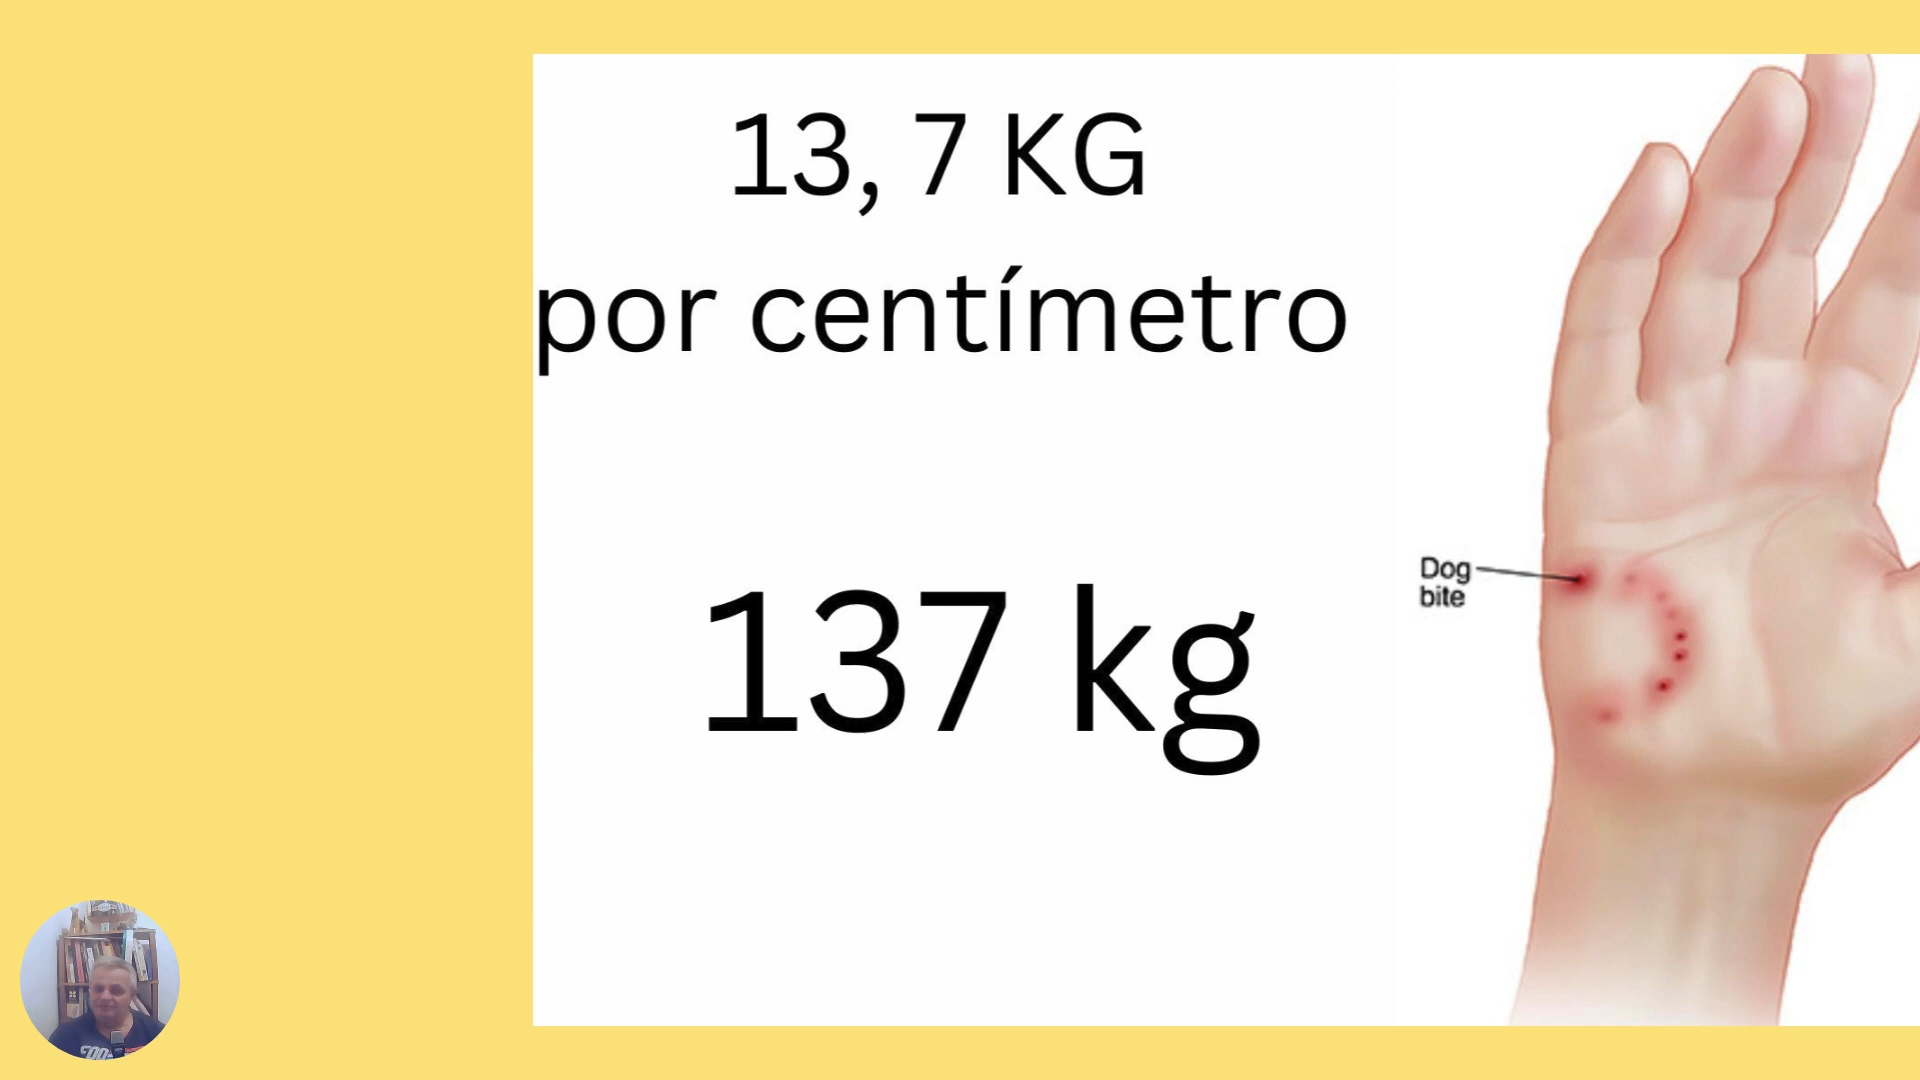 13, 7 KG
por centímetro
137 kg
Dog
bite